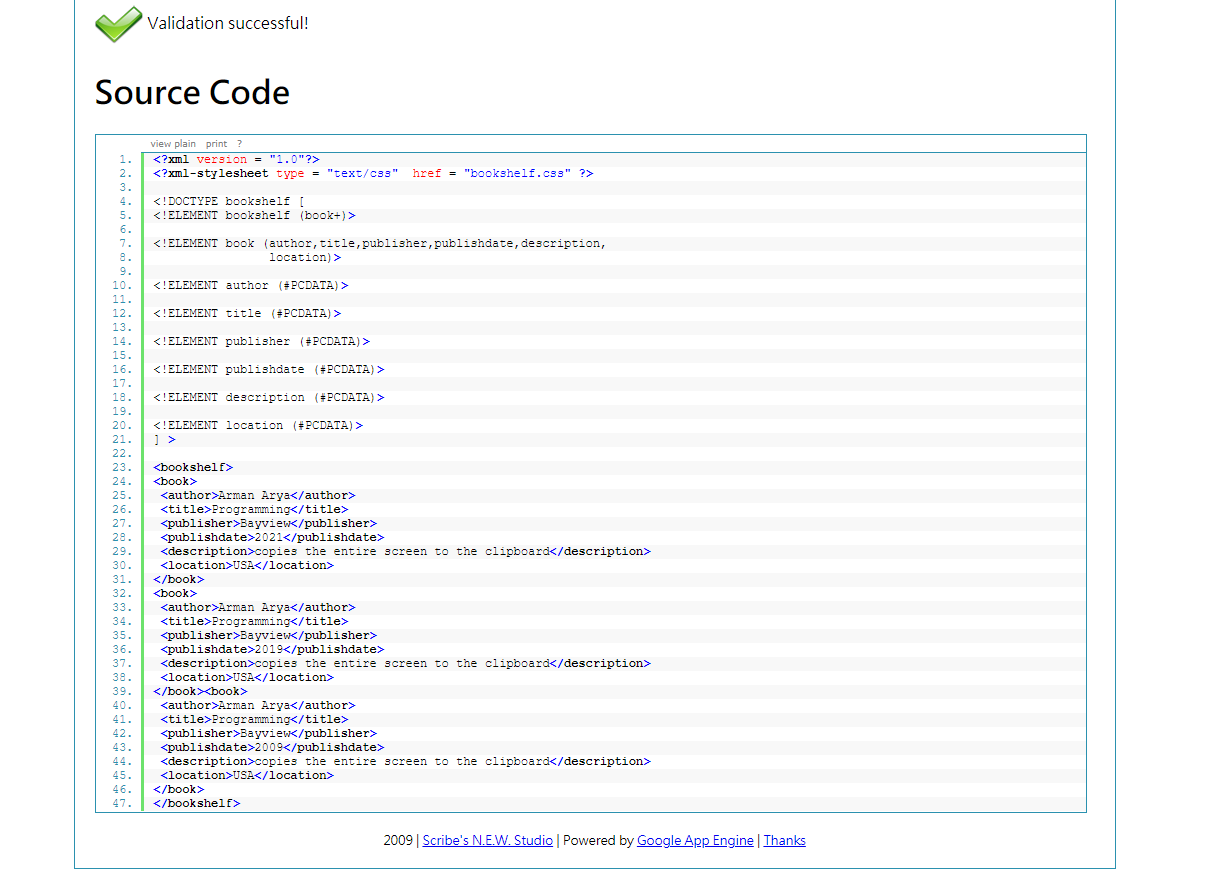 Validation successful!
Source Code
view plain print ?
1. <?xml version = "1.0"?>
2. <?xml-stylesheet type = "text/css"  href = "bookshelf.css" ?>
3.
4. <!DOCTYPE bookshelf [
5. <!ELEMENT bookshelf (book+)>
6.
7. <!ELEMENT book (author,title,publisher,publishdate,description,
8.                 location)>
9.
10. <!ELEMENT author (#PCDATA)>
11.
12. <!ELEMENT title (#PCDATA)>
13.
14. <!ELEMENT publisher (#PCDATA)>
15.
16. <!ELEMENT publishdate (#PCDATA)>
17.
18. <!ELEMENT description (#PCDATA)>
19.
20. <!ELEMENT location (#PCDATA)>
21. ] >
22.
23. <bookshelf>
24. <book>
25.  <author>Arman Arya</author>
26.  <title>Programming</title>
27.  <publisher>Bayview</publisher>
28.  <publishdate>2021</publishdate>
29.  <description>copies the entire screen to the clipboard</description>
30.  <location>USA</location>
31. </book>
32. <book>
33.  <author>Arman Arya</author>
34.  <title>Programming</title>
35.  <publisher>Bayview</publisher>
36.  <publishdate>2019</publishdate>
37.  <description>copies the entire screen to the clipboard</description>
38.  <location>USA</location>
39. </book><book>
40.  <author>Arman Arya</author>
41.  <title>Programming</title>
42.  <publisher>Bayview</publisher>
43.  <publishdate>2009</publishdate>
44.  <description>copies the entire screen to the clipboard</description>
45.  <location>USA</location>
46. </book>
47. </bookshelf>
2009 | Scribe's N.E.W. Studio | Powered by Google App Engine | Thanks